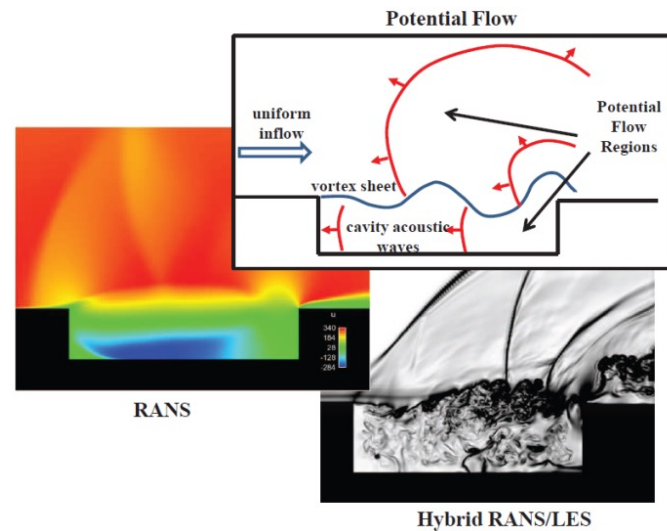 Potential Flow
uniform
inflow
Potential
Flow
Regions
vortex sheet
cavity acoustic
waves
u
340
184
28
-128
-284
RANS
Hybrid RANS/LES